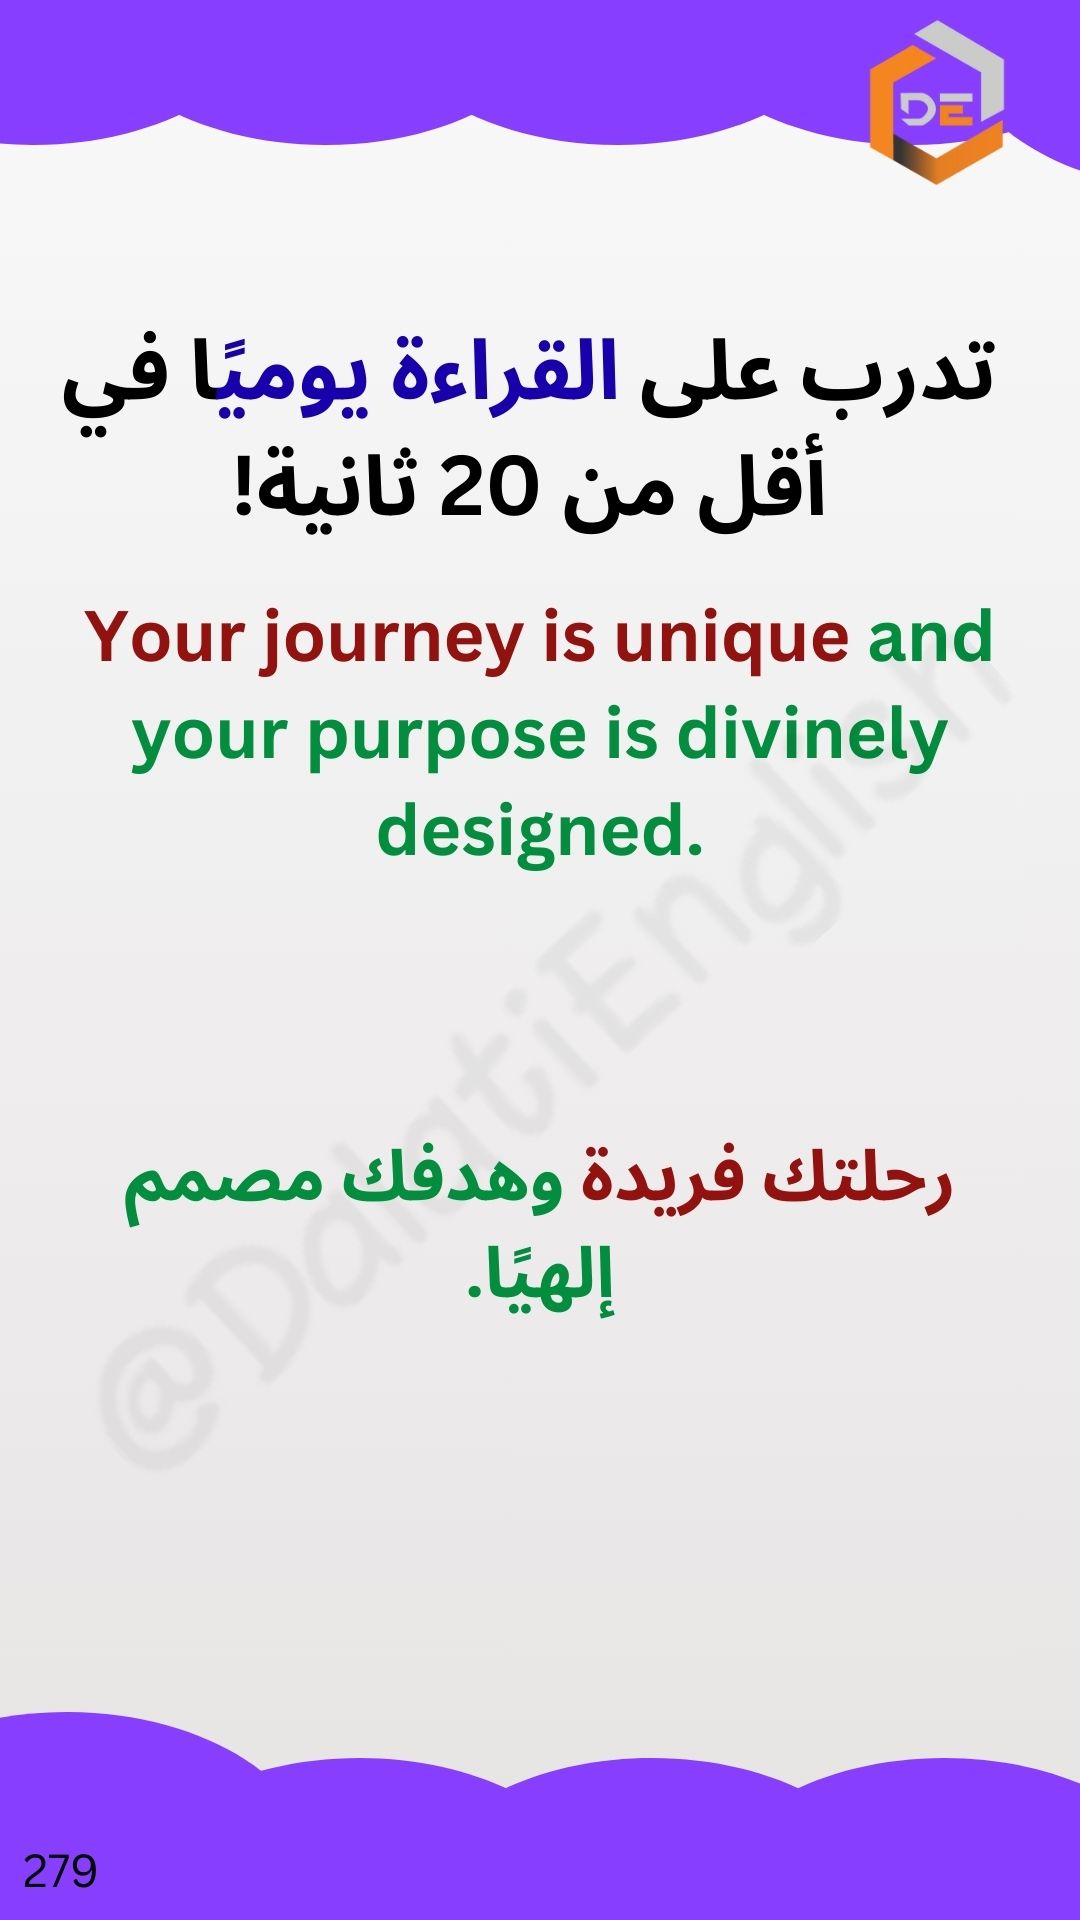 DE
تدرب على القراءة يوميًا في
أقل من 20 ثانية!
Your journey is unique and
your purpose is divinely
designed.
رحلتك فريدة وهدفك مصمم
إلهيًا.
@DalatiEnglish
279